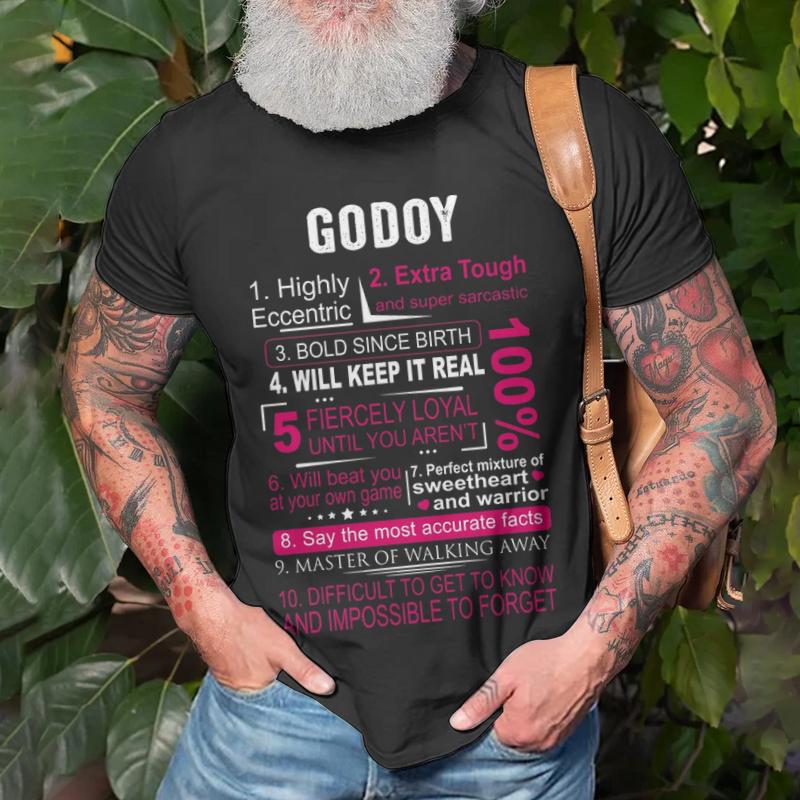 GODOY
1. Highly
Eccentric
2. Extra Tough
and super sarcastic
3. BOLD SINCE BIRTH
4. WILL KEEP IT REAL
100%
5 FIERCELY LOYAL
UNTIL YOU AREN'T
6. Will beat you
at your own game
7. Perfect mixture of
sweetheart
and warrior
8. Say the most accurate facts
9. MASTER OF WALKING AWAY
10. DIFFICULT TO GET TO KNOW
AND IMPOSSIBLE TO FORGET
Eduardo